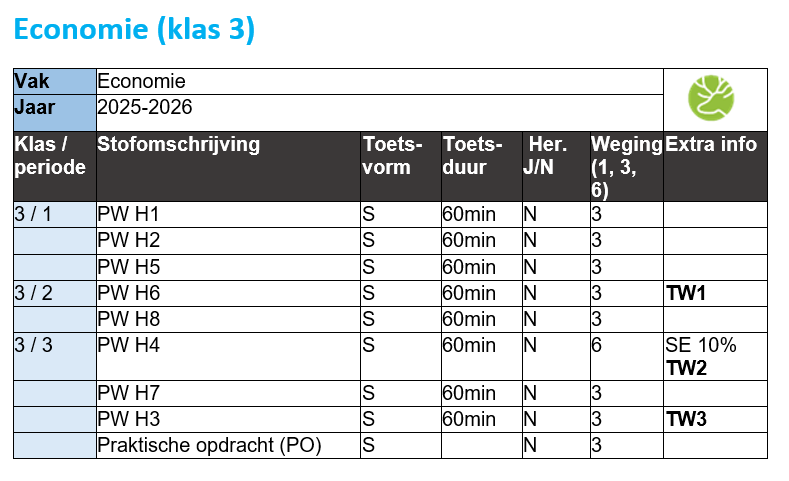 Economie (klas 3)
Vak Economie
Jaar 2025-2026
Klas / periode Stofomschrijving Toets-vorm Toets-duur Her. J/N Weging (1, 3, 6) Extra info
3 / 1 PW H1 S 60min N 3
PW H2 S 60min N 3
PW H5 S 60min N 3
3 / 2 PW H6 S 60min N 3 TW1
PW H8 S 60min N 3
3 / 3 PW H4 S 60min N 6 SE 10% TW2
PW H7 S 60min N 3
PW H3 S 60min N 3 TW3
Praktische opdracht (PO) S N 3